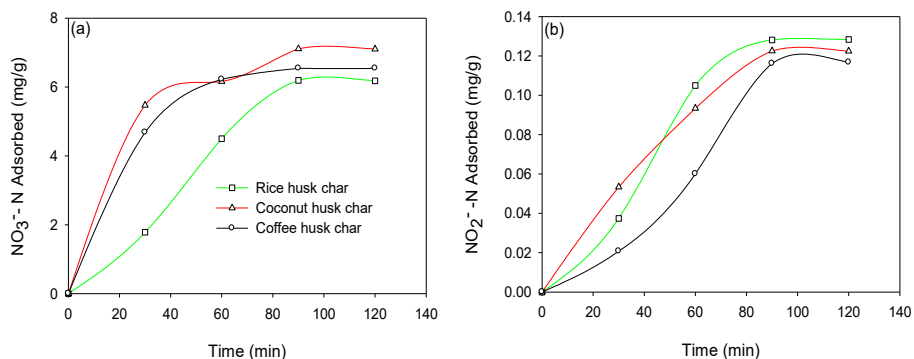 (a)
NO₃⁻- N Adsorbed (mg/g)
8
6
4
2
0
Rice husk char
Coconut husk char
Coffee husk char
0 20 40 60 80 100 120 140
Time (min)
(b)
NO₂⁻ -N Adsorbed (mg/g)
0.14
0.12
0.10
0.08
0.06
0.04
0.02
0.00
0 20 40 60 80 100 120 140
Time (min)